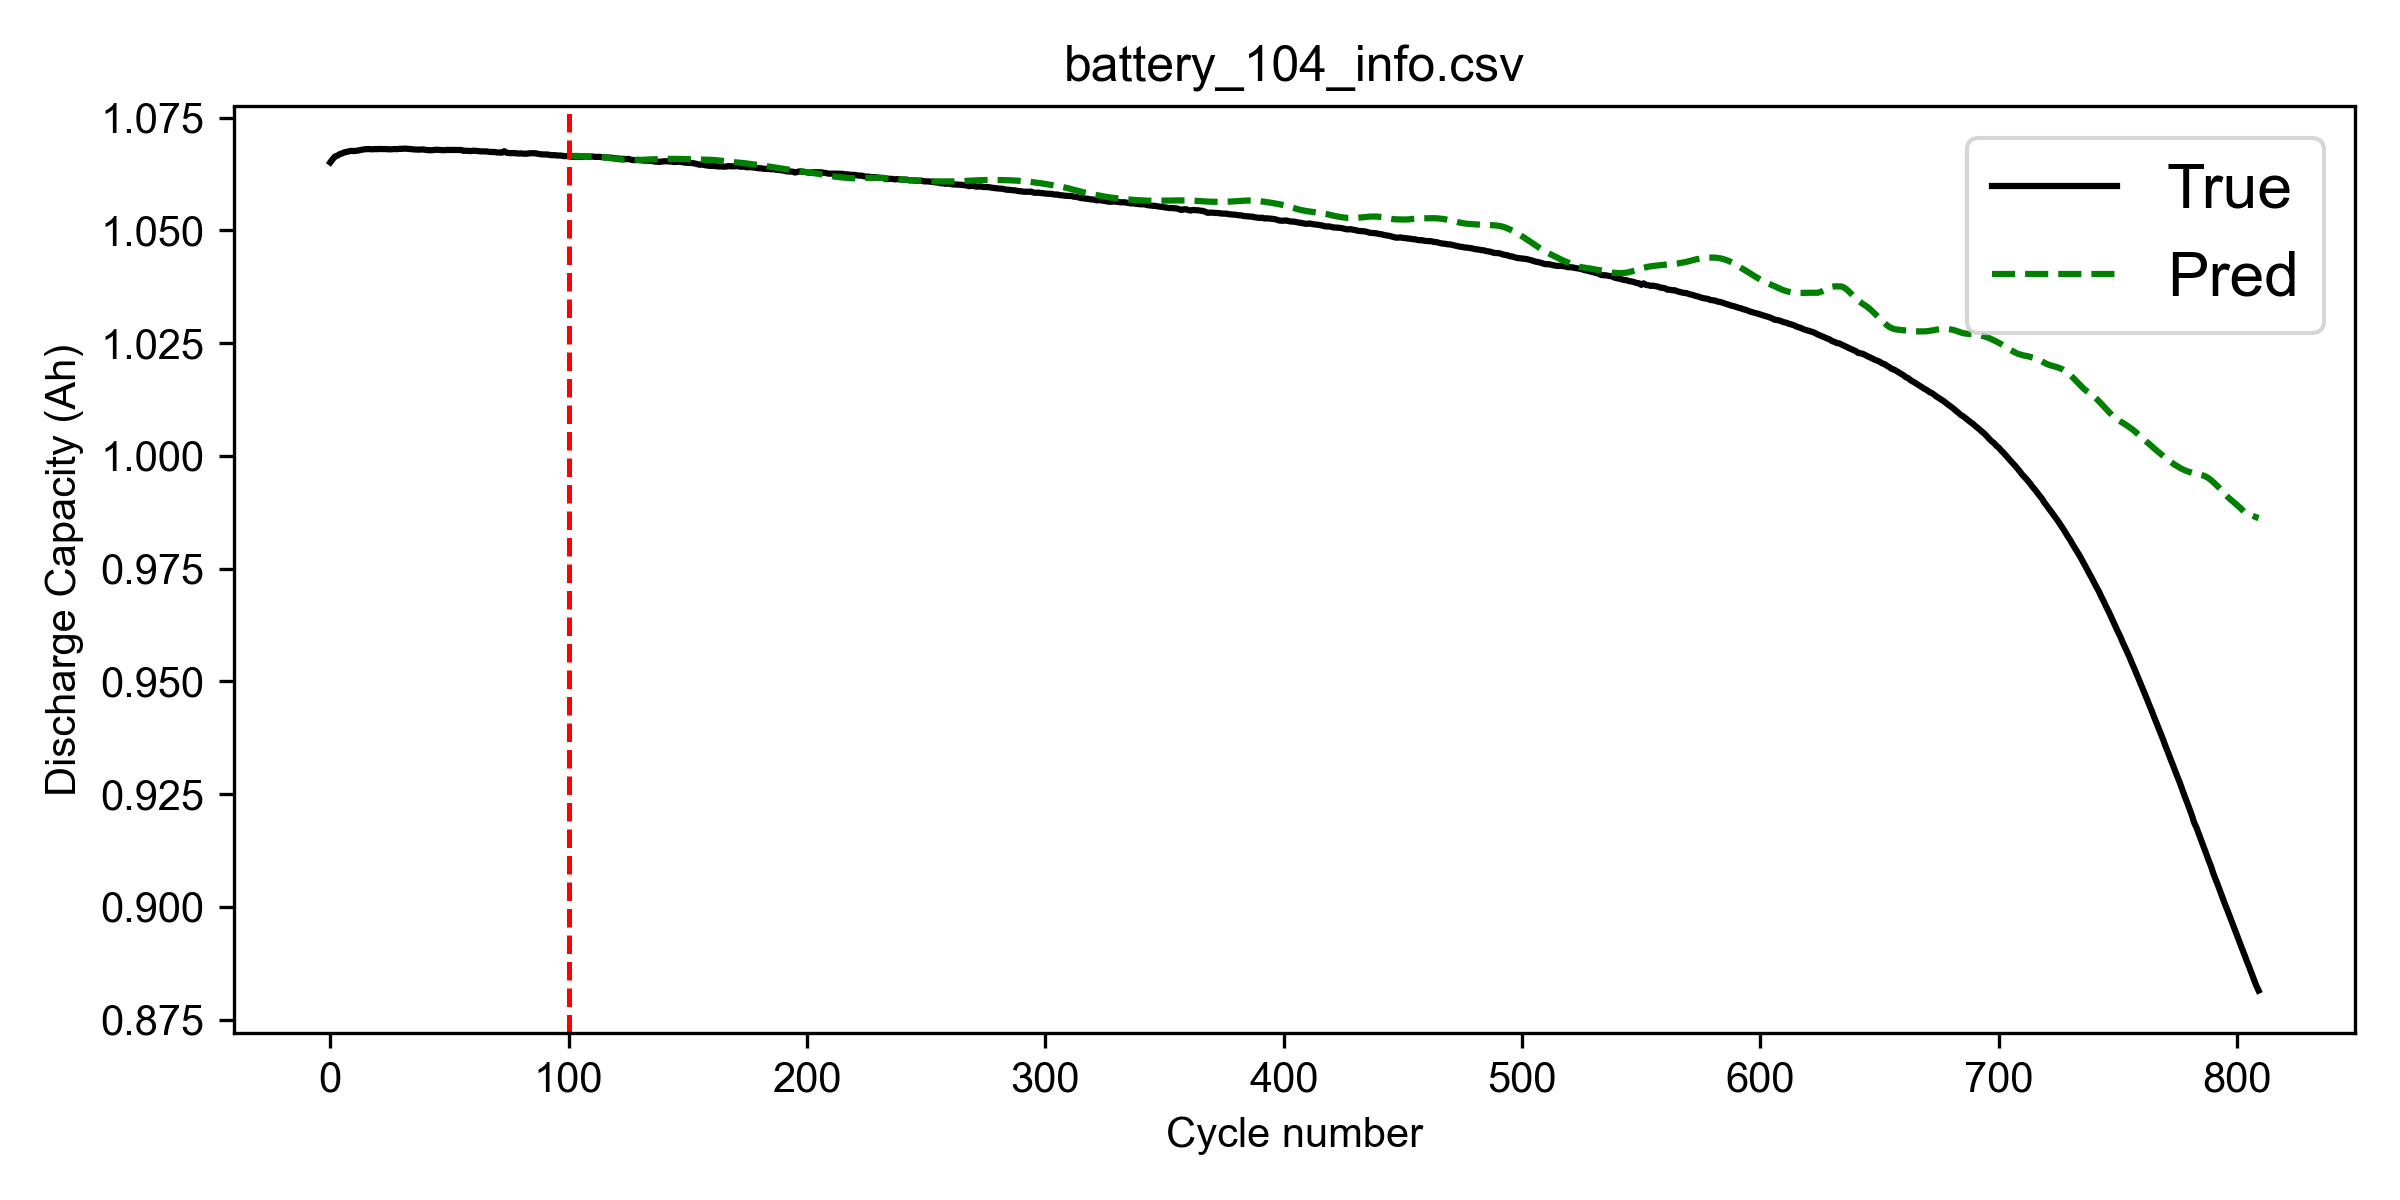 battery_104_info.csv
1.075
1.050
1.025
1.000
0.975
0.950
0.925
0.900
0.875
Discharge Capacity (Ah)
True
Pred
0 100 200 300 400 500 600 700 800
Cycle number